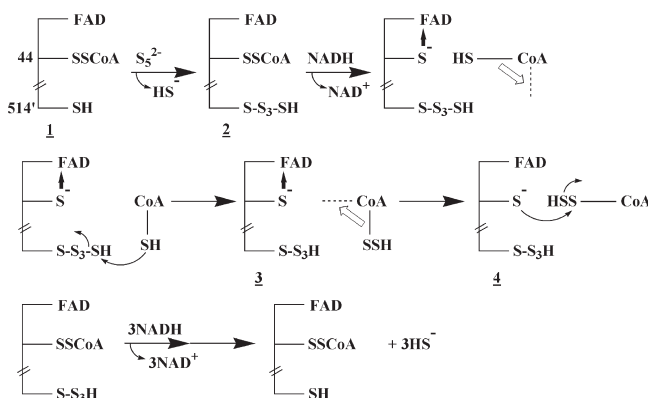 FAD FAD FAD
44 SSCoA S₅²⁻ SSCoA NADH S⁻ HS CoA
HS⁻ NAD⁺
514' SH S-S₃-SH S-S₃-SH
1 2
FAD FAD FAD
S⁻ CoA S⁻ CoA S⁻ HSS CoA
S-S₃-SH SH S-S₃H SSH S-S₃H
3 4
FAD FAD
SSCoA 3NADH SSCoA + 3HS⁻
3NAD⁺
S-S₃H SH